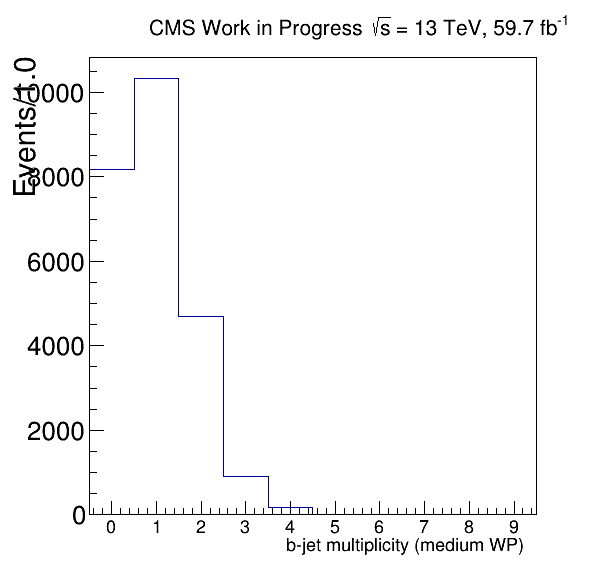 CMS Work in Progress √s = 13 TeV, 59.7 fb⁻¹
Events/1.0
10000
8000
6000
4000
2000
0
0 1 2 3 4 5 6 7 8 9
b-jet multiplicity (medium WP)